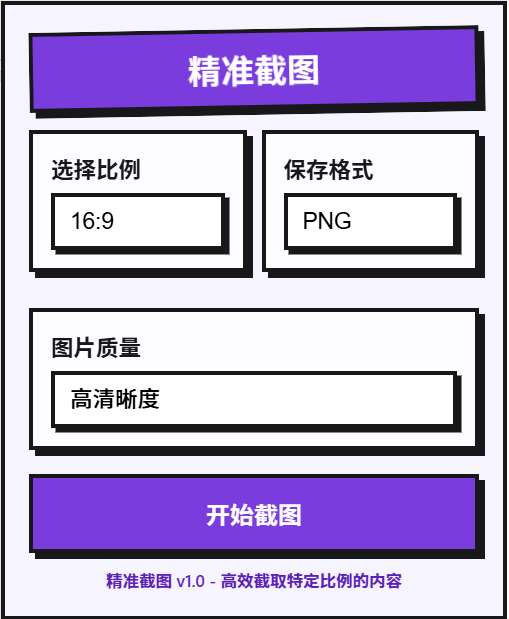 精准截图
选择比例
保存格式
16:9
PNG
图片质量
高清晰度
开始截图
精准截图 v1.0 - 高效截取特定比例的内容